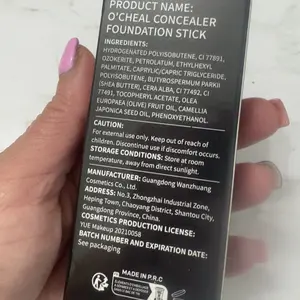 PRODUCT NAME:
O'CHEAL CONCEALER
FOUNDATION STICK
INGREDIENTS:
HYDROGENATED POLYISOBUTENE, CI 77891,
OZOKERITE, PETROLATUM, ETHYLHEXYL
PALMITATE, CAPRYLIC/CAPRIC TRIGLYCERIDE,
POLYISOBUTENE, BUTYROSPERMUM PARKII
(SHEA BUTTER), CERA ALBA, CI 77492, CI
77491, TOCOPHERYL ACETATE, OLEA
EUROPAEA (OLIVE) FRUIT OIL, CAMELLIA
JAPONICA SEED OIL, PHENOXYETHANOL.
CAUTION:
For external use only. Keep out of reach of
children. Discontinue use if discomfort occurs.
STORAGE CONDITIONS: Store at room
temperature, away from direct sunlight.
MANUFACTURER: Guangdong Wanzhuang
Cosmetics Co., Ltd.
ADDRESS: No.3, Zhongzhai Industrial Zone,
Heping Town, Chaoyang District, Shantou City,
Guangdong Province, China.
COSMETICS PRODUCTION LICENSE:
YUE Makeup 20210058
BATCH NUMBER AND EXPIRATION DATE:
See packaging
MADE IN P.R.C